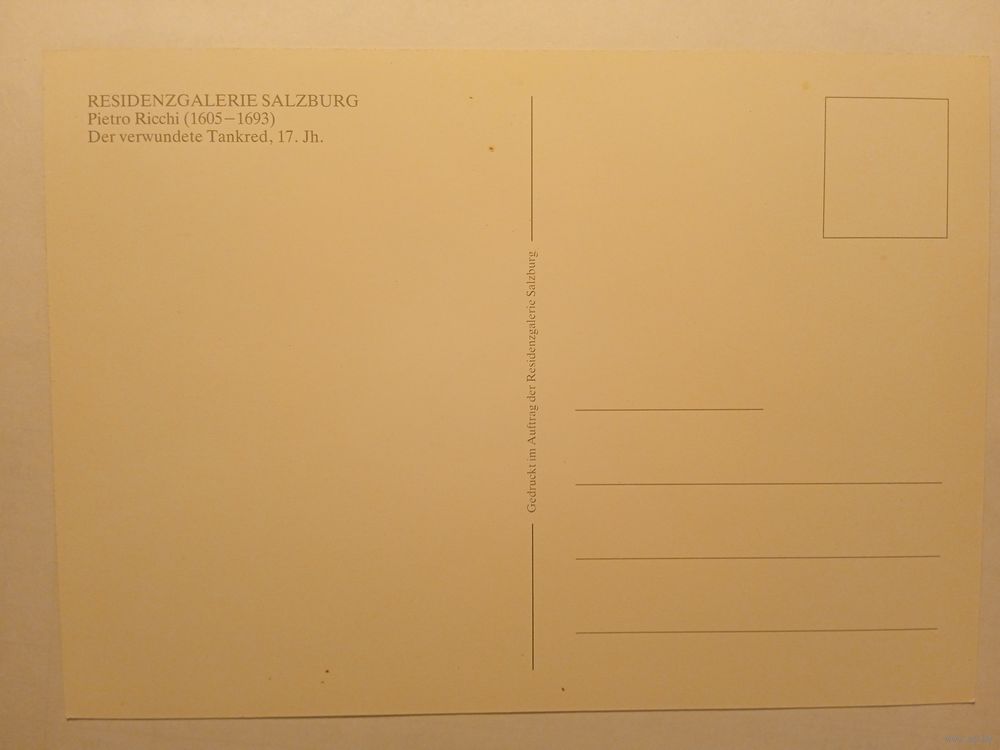 RESIDENZGALERIE SALZBURG
Pietro Ricchi (1605–1693)
Der verwundete Tankred, 17. Jh.
Gedruckt im Auftrag der Residenzgalerie Salzburg